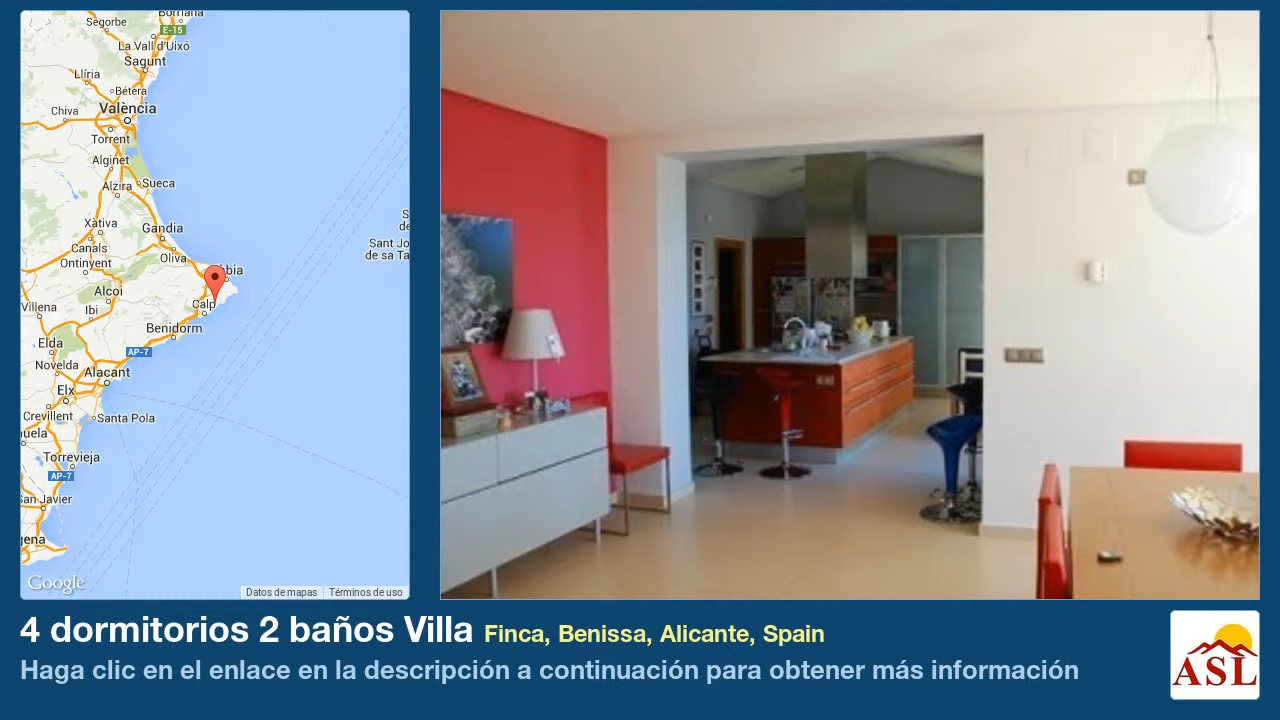 Borriana
Segorbe
E-15
La Vall d'Uixó
Sagunt
Llíria
Bétera
Chiva
València
Torrent
Alginet
Alzira
Sueca
Xàtiva
Gandia
Canals
Ontinyent
Oliva
Sant Jo
de sa Ta
Alcoi
Villena
Ibi
Calp
Benidorm
Elda
AP-7
Novelda
Alacant
Elx
Crevillent
Santa Pola
Torrevieja
AP-7
San Javier
Google
Datos de mapas
Términos de uso
4 dormitorios 2 baños Villa Finca, Benissa, Alicante, Spain
Haga clic en el enlace en la descripción a continuación para obtener más información
ASL